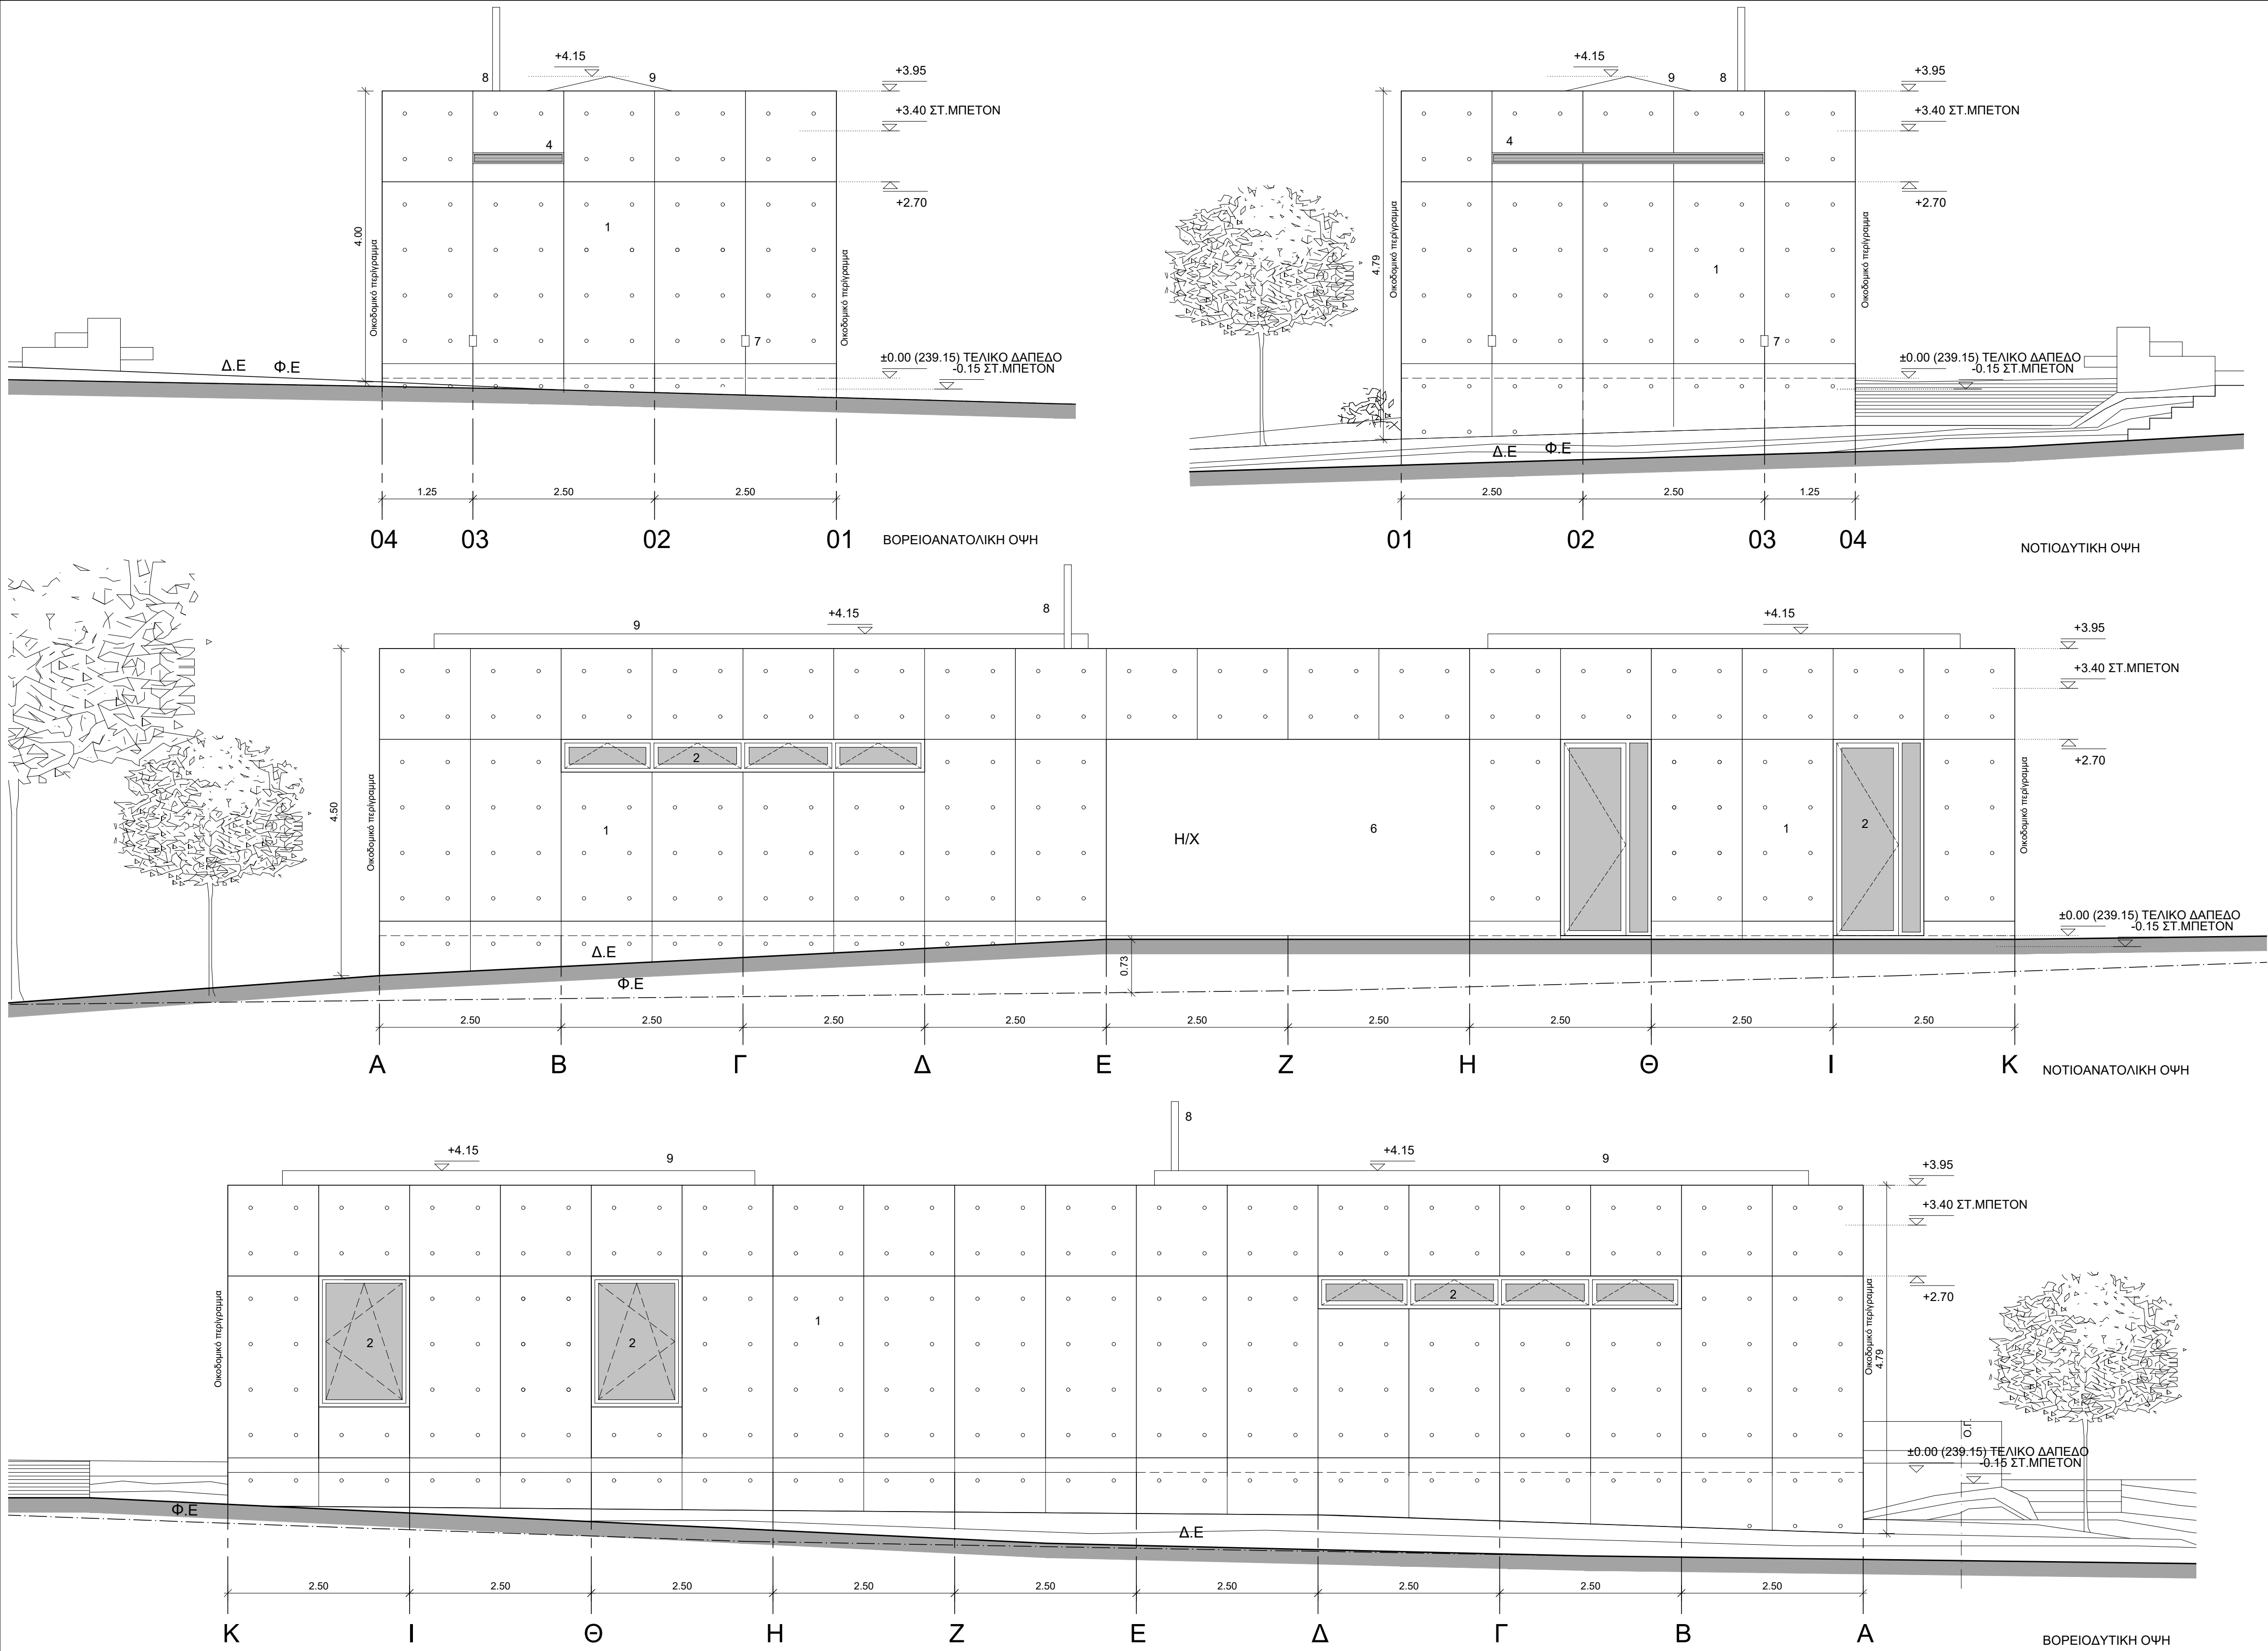 +4.15
8
9
+3.95
+3.40 ΣΤ.ΜΠΕΤΟΝ
4
+2.70
1
4.00
Οικοδομικό περίγραμμα
Οικοδομικό περίγραμμα
7
±0.00 (239.15) ΤΕΛΙΚΟ ΔΑΠΕΔΟ
-0.15 ΣΤ.ΜΠΕΤΟΝ
Δ.Ε
Φ.Ε
1.25
2.50
2.50
04
03
02
01
ΒΟΡΕΙΟΑΝΑΤΟΛΙΚΗ ΟΨΗ
+4.15
9
8
+3.95
+3.40 ΣΤ.ΜΠΕΤΟΝ
4
+2.70
4.79
Οικοδομικό περίγραμμα
Οικοδομικό περίγραμμα
1
7
±0.00 (239.15) ΤΕΛΙΚΟ ΔΑΠΕΔΟ
-0.15 ΣΤ.ΜΠΕΤΟΝ
Δ.Ε
Φ.Ε
2.50
2.50
1.25
01
02
03
04
ΝΟΤΙΟΔΥΤΙΚΗ ΟΨΗ
9
+4.15
8
+4.15
+3.95
+3.40 ΣΤ.ΜΠΕΤΟΝ
2
+2.70
4.50
Οικοδομικό περίγραμμα
1
Η/Χ
6
1
2
Οικοδομικό περίγραμμα
±0.00 (239.15) ΤΕΛΙΚΟ ΔΑΠΕΔΟ
-0.15 ΣΤ.ΜΠΕΤΟΝ
Δ.Ε
Φ.Ε
0.73
2.50
2.50
2.50
2.50
2.50
2.50
2.50
2.50
2.50
Α
Β
Γ
Δ
Ε
Ζ
Η
Θ
Ι
Κ
ΝΟΤΙΟΑΝΑΤΟΛΙΚΗ ΟΨΗ
+4.15
9
8
+4.15
9
+3.95
+3.40 ΣΤ.ΜΠΕΤΟΝ
+2.70
Οικοδομικό περίγραμμα
2
2
1
2
Οικοδομικό περίγραμμα
4.79
Ο.Γ.
±0.00 (239.15) ΤΕΛΙΚΟ ΔΑΠΕΔΟ
-0.15 ΣΤ.ΜΠΕΤΟΝ
Φ.Ε
Δ.Ε
2.50
2.50
2.50
2.50
2.50
2.50
2.50
2.50
2.50
Κ
Ι
Θ
Η
Ζ
Ε
Δ
Γ
Β
Α
ΒΟΡΕΙΟΔΥΤΙΚΗ ΟΨΗ